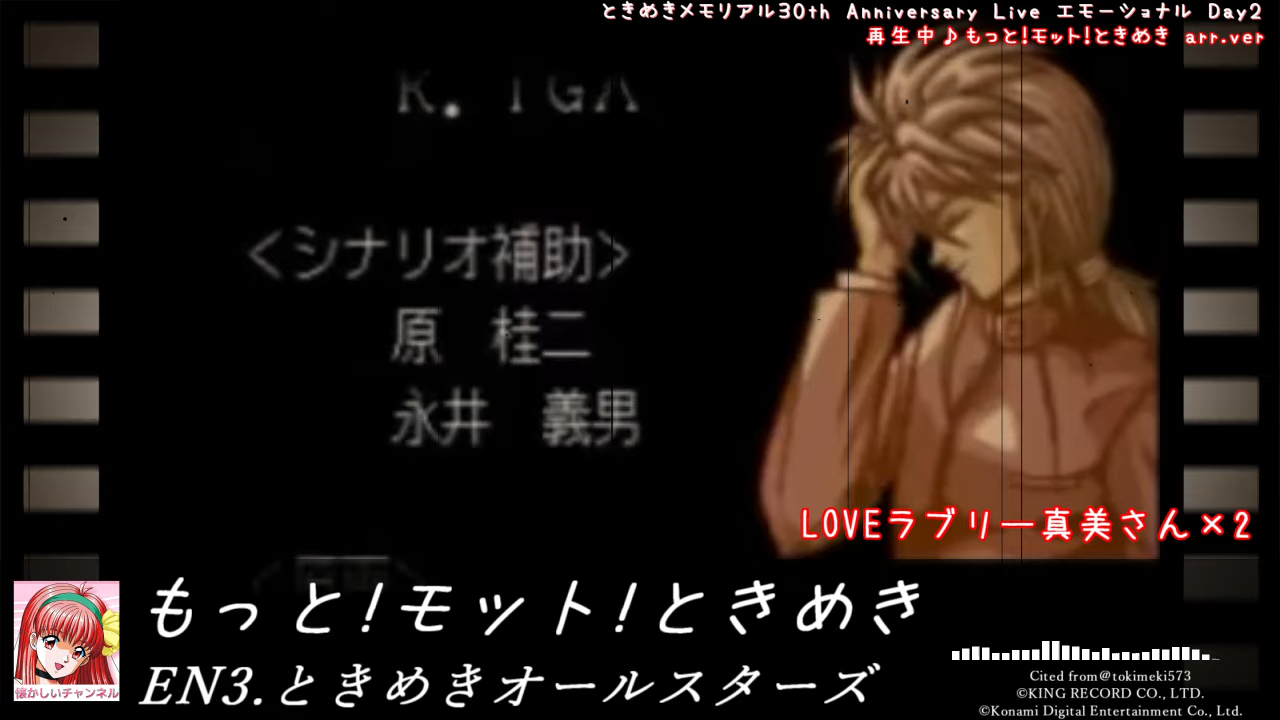 ときめきメモリアル30th Anniversary Live エモーショナル Day2
再生中♪もっと!モット!ときめき arr.ver
<シナリオ補助>
原　桂二
永井　義男
LOVEラブリー真美さん×2
もっと!モット!ときめき
EN3.ときめきオールスターズ
懐かしいチャンネル
Cited from@tokimeki573
©KING RECORD CO., LTD.
©Konami Digital Entertainment Co., Ltd.